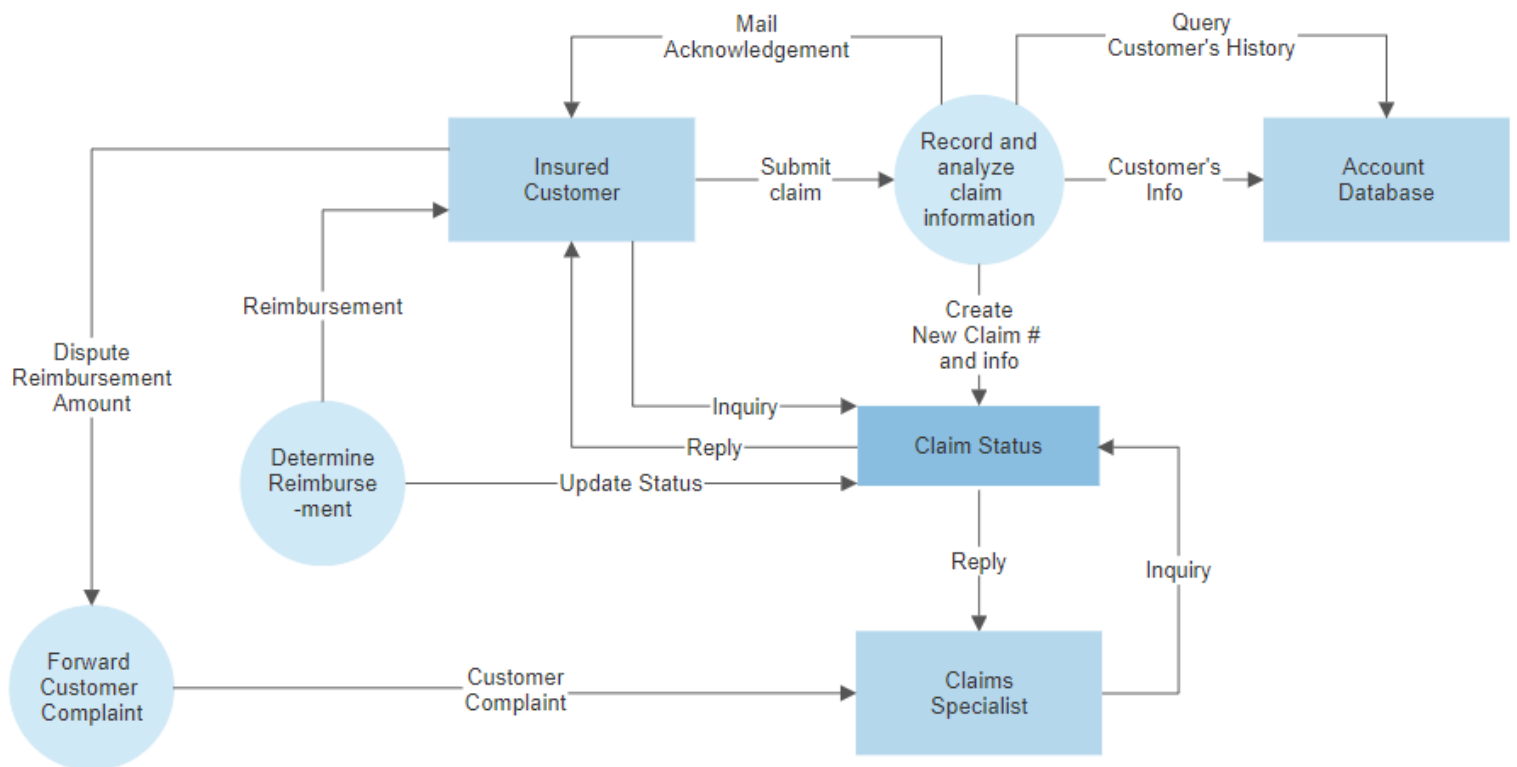 Mail
Acknowledgement
Query
Customer's History
Insured
Customer
Submit
claim
Record and
analyze
claim
information
Customer's
Info
Account
Database
Reimbursement
Create
New Claim #
and info
Dispute
Reimbursement
Amount
Inquiry
Reply
Claim Status
Determine
Reimburse
-ment
Update Status
Reply
Inquiry
Forward
Customer
Complaint
Customer
Complaint
Claims
Specialist